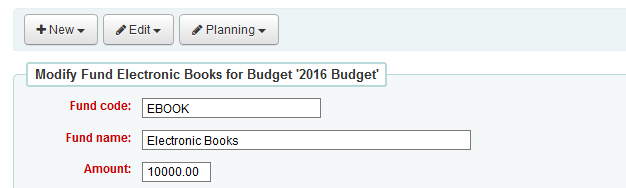 New Edit Planning
Modify Fund Electronic Books for Budget '2016 Budget'
Fund code: EBOOK
Fund name: Electronic Books
Amount: 10000.00